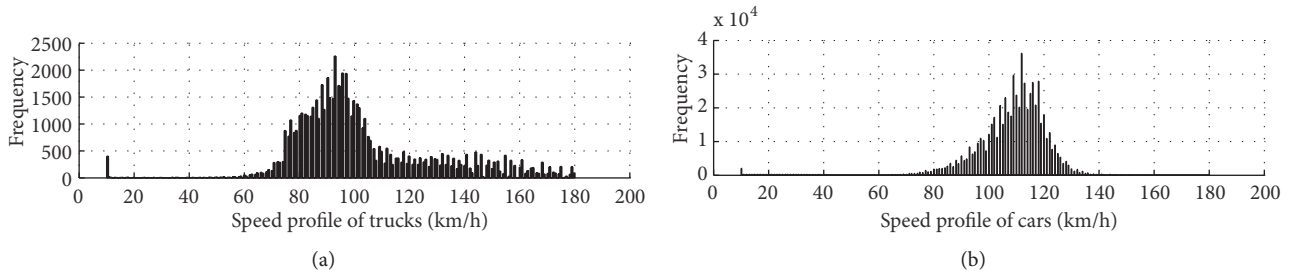 2500
2000
1500
1000
500
0
Frequency
0 20 40 60 80 100 120 140 160 180 200
Speed profile of trucks (km/h)
(a)
x 10^4
4
3
2
1
0
Frequency
0 20 40 60 80 100 120 140 160 180 200
Speed profile of cars (km/h)
(b)